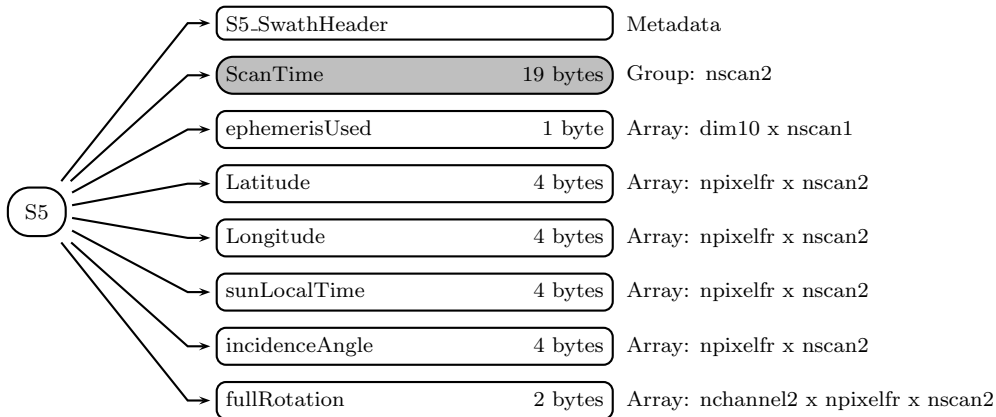 S5_SwathHeader Metadata
ScanTime 19 bytes Group: nscan2
ephemerisUsed 1 byte Array: dim10 x nscan1
Latitude 4 bytes Array: npixelfr x nscan2
S5
Longitude 4 bytes Array: npixelfr x nscan2
sunLocalTime 4 bytes Array: npixelfr x nscan2
incidenceAngle 4 bytes Array: npixelfr x nscan2
fullRotation 2 bytes Array: nchannel2 x npixelfr x nscan2